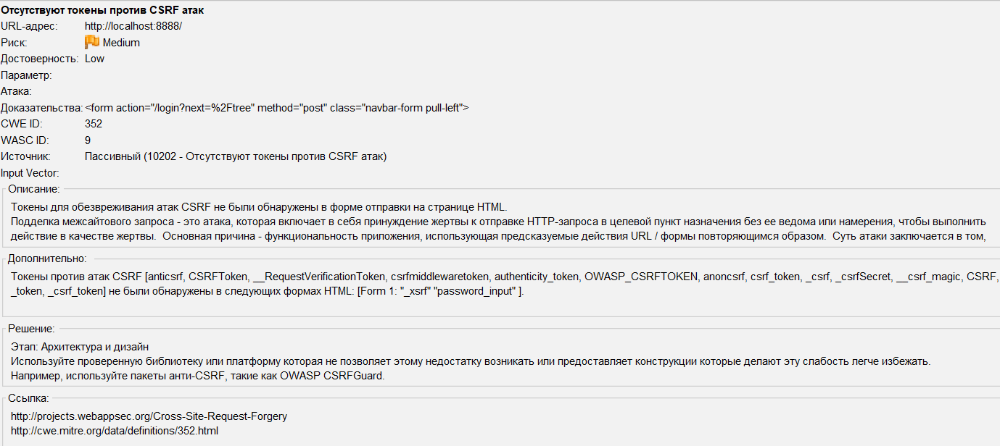 Отсутствуют токены против CSRF атак
URL-адрес: http://localhost:8888/
Риск: Medium
Достоверность: Low
Параметр:
Атака:
Доказательства: <form action="/login?next=%2Ftree" method="post" class="navbar-form pull-left">
CWE ID: 352
WASC ID: 9
Источник: Пассивный (10202 - Отсутствуют токены против CSRF атак)
Input Vector:
Описание:
Токены для обезвреживания атак CSRF не были обнаружены в форме отправки на странице HTML.
Подделка межсайтового запроса - это атака, которая включает в себя принуждение жертвы к отправке HTTP-запроса в целевой пункт назначения без ее ведома или намерения, чтобы выполнить
действие в качестве жертвы.  Основная причина - функциональность приложения, использующая предсказуемые действия URL / формы повторяющимся образом.  Суть атаки заключается в том,
Дополнительно:
Токены против атак CSRF [anticsrf, CSRFToken, __RequestVerificationToken, csrfmiddlewaretoken, authenticity_token, OWASP_CSRFTOKEN, anoncsrf, csrf_token, _csrf, _csrfSecret, __csrf_magic, CSRF,
_token, _csrf_token] не были обнаружены в следующих формах HTML: [Form 1: "_xsrf" "password_input" ].
Решение:
Этап: Архитектура и дизайн
Используйте проверенную библиотеку или платформу которая не позволяет этому недостатку возникать или предоставляет конструкции которые делают эту слабость легче избежать.
Например, используйте пакеты анти-CSRF, такие как OWASP CSRFGuard.
Ссылка:
http://projects.webappsec.org/Cross-Site-Request-Forgery
http://cwe.mitre.org/data/definitions/352.html